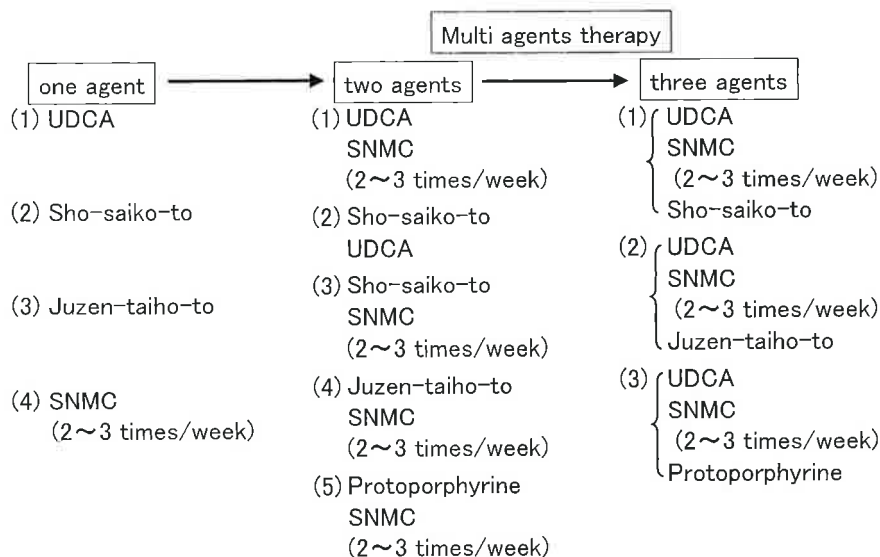 Multi agents therapy
one agent
two agents
three agents
(1) UDCA
(2) Sho-saiko-to
(3) Juzen-taiho-to
(4) SNMC
(2～3 times/week)
(1) UDCA
SNMC
(2～3 times/week)
(2) Sho-saiko-to
UDCA
(3) Sho-saiko-to
SNMC
(2～3 times/week)
(4) Juzen-taiho-to
SNMC
(2～3 times/week)
(5) Protoporphyrine
SNMC
(2～3 times/week)
(1) UDCA
SNMC
(2～3 times/week)
Sho-saiko-to
(2) UDCA
SNMC
(2～3 times/week)
Juzen-taiho-to
(3) UDCA
SNMC
(2～3 times/week)
Protoporphyrine